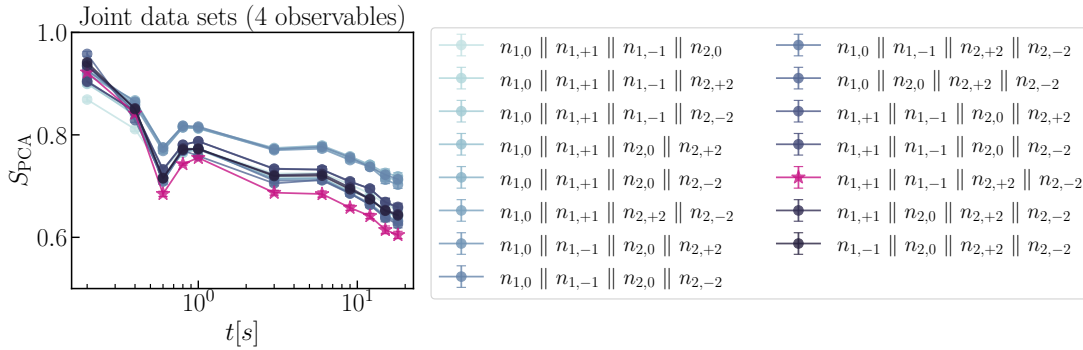 Joint data sets (4 observables)
1.0
0.8
0.6
S_PCA
10^0
10^1
t[s]
n_{1,0} ∥ n_{1,+1} ∥ n_{1,−1} ∥ n_{2,0}
n_{1,0} ∥ n_{1,+1} ∥ n_{1,−1} ∥ n_{2,+2}
n_{1,0} ∥ n_{1,+1} ∥ n_{1,−1} ∥ n_{2,−2}
n_{1,0} ∥ n_{1,+1} ∥ n_{2,0} ∥ n_{2,+2}
n_{1,0} ∥ n_{1,+1} ∥ n_{2,0} ∥ n_{2,−2}
n_{1,0} ∥ n_{1,+1} ∥ n_{2,+2} ∥ n_{2,−2}
n_{1,0} ∥ n_{1,−1} ∥ n_{2,0} ∥ n_{2,+2}
n_{1,0} ∥ n_{1,−1} ∥ n_{2,0} ∥ n_{2,−2}
n_{1,0} ∥ n_{1,−1} ∥ n_{2,+2} ∥ n_{2,−2}
n_{1,0} ∥ n_{2,0} ∥ n_{2,+2} ∥ n_{2,−2}
n_{1,+1} ∥ n_{1,−1} ∥ n_{2,0} ∥ n_{2,+2}
n_{1,+1} ∥ n_{1,−1} ∥ n_{2,0} ∥ n_{2,−2}
n_{1,+1} ∥ n_{1,−1} ∥ n_{2,+2} ∥ n_{2,−2}
n_{1,+1} ∥ n_{2,0} ∥ n_{2,+2} ∥ n_{2,−2}
n_{1,−1} ∥ n_{2,0} ∥ n_{2,+2} ∥ n_{2,−2}